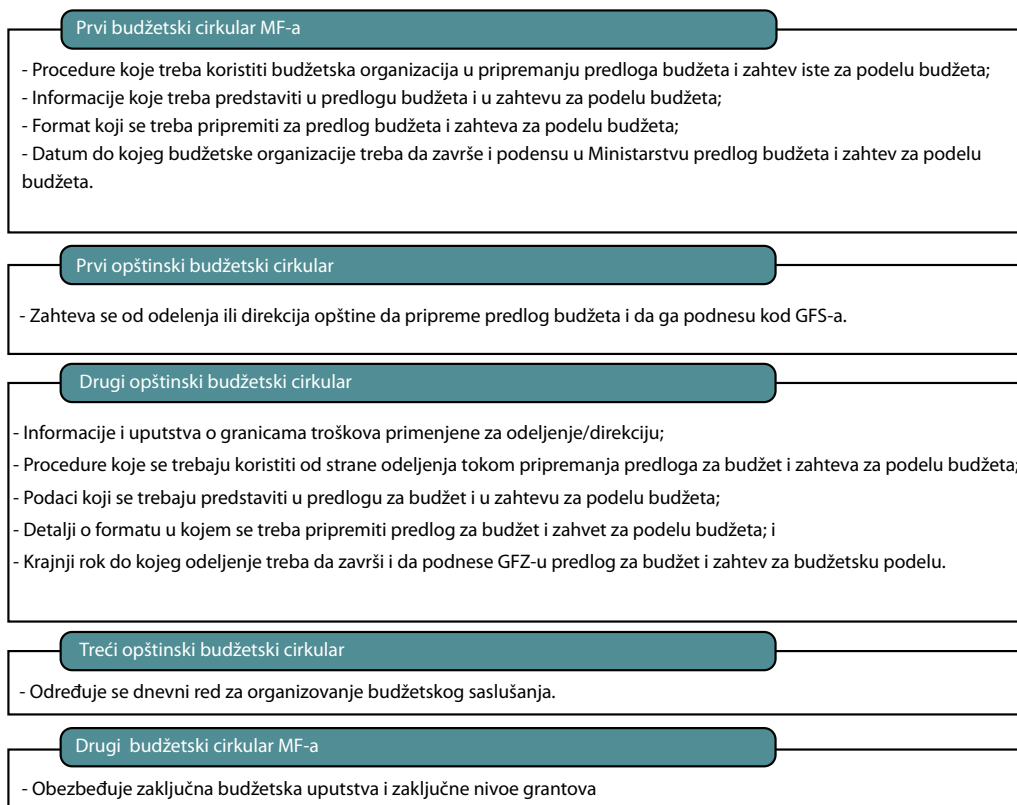 Prvi budžetski cirkular MF-a
- Procedure koje treba koristiti budžetska organizacija u pripremanju predloga budžeta i zahtev iste za podelu budžeta;
- Informacije koje treba predstaviti u predlogu budžeta i u zahtevu za podelu budžeta;
- Format koji se treba pripremiti za predlog budžeta i zahteva za podelu budžeta;
- Datum do kojeg budžetske organizacije treba da završe i podensu u Ministarstvu predlog budžeta i zahtev za podelu
budžeta.
Prvi opštinski budžetski cirkular
- Zahteva se od odelenja ili direkcija opštine da pripreme predlog budžeta i da ga podnesu kod GFS-a.
Drugi opštinski budžetski cirkular
- Informacije i uputstva o granicama troškova primenjene za odeljenje/direkciju;
- Procedure koje se trebaju koristiti od strane odeljenja tokom pripremanja predloga za budžet i zahteva za podelu budžeta;
- Podaci koji se trebaju predstaviti u predlogu za budžet i u zahtevu za podelu budžeta;
- Detalji o formatu u kojem se treba pripremiti predlog za budžet i zahvet za podelu budžeta; i
- Krajnji rok do kojeg odeljenje treba da završi i da podnese GFZ-u predlog za budžet i zahtev za budžetsku podelu.
Treći opštinski budžetski cirkular
- Određuje se dnevni red za organizovanje budžetskog saslušanja.
Drugi budžetski cirkular MF-a
- Obezbeđuje zaključna budžetska uputstva i zaključne nivoe grantova